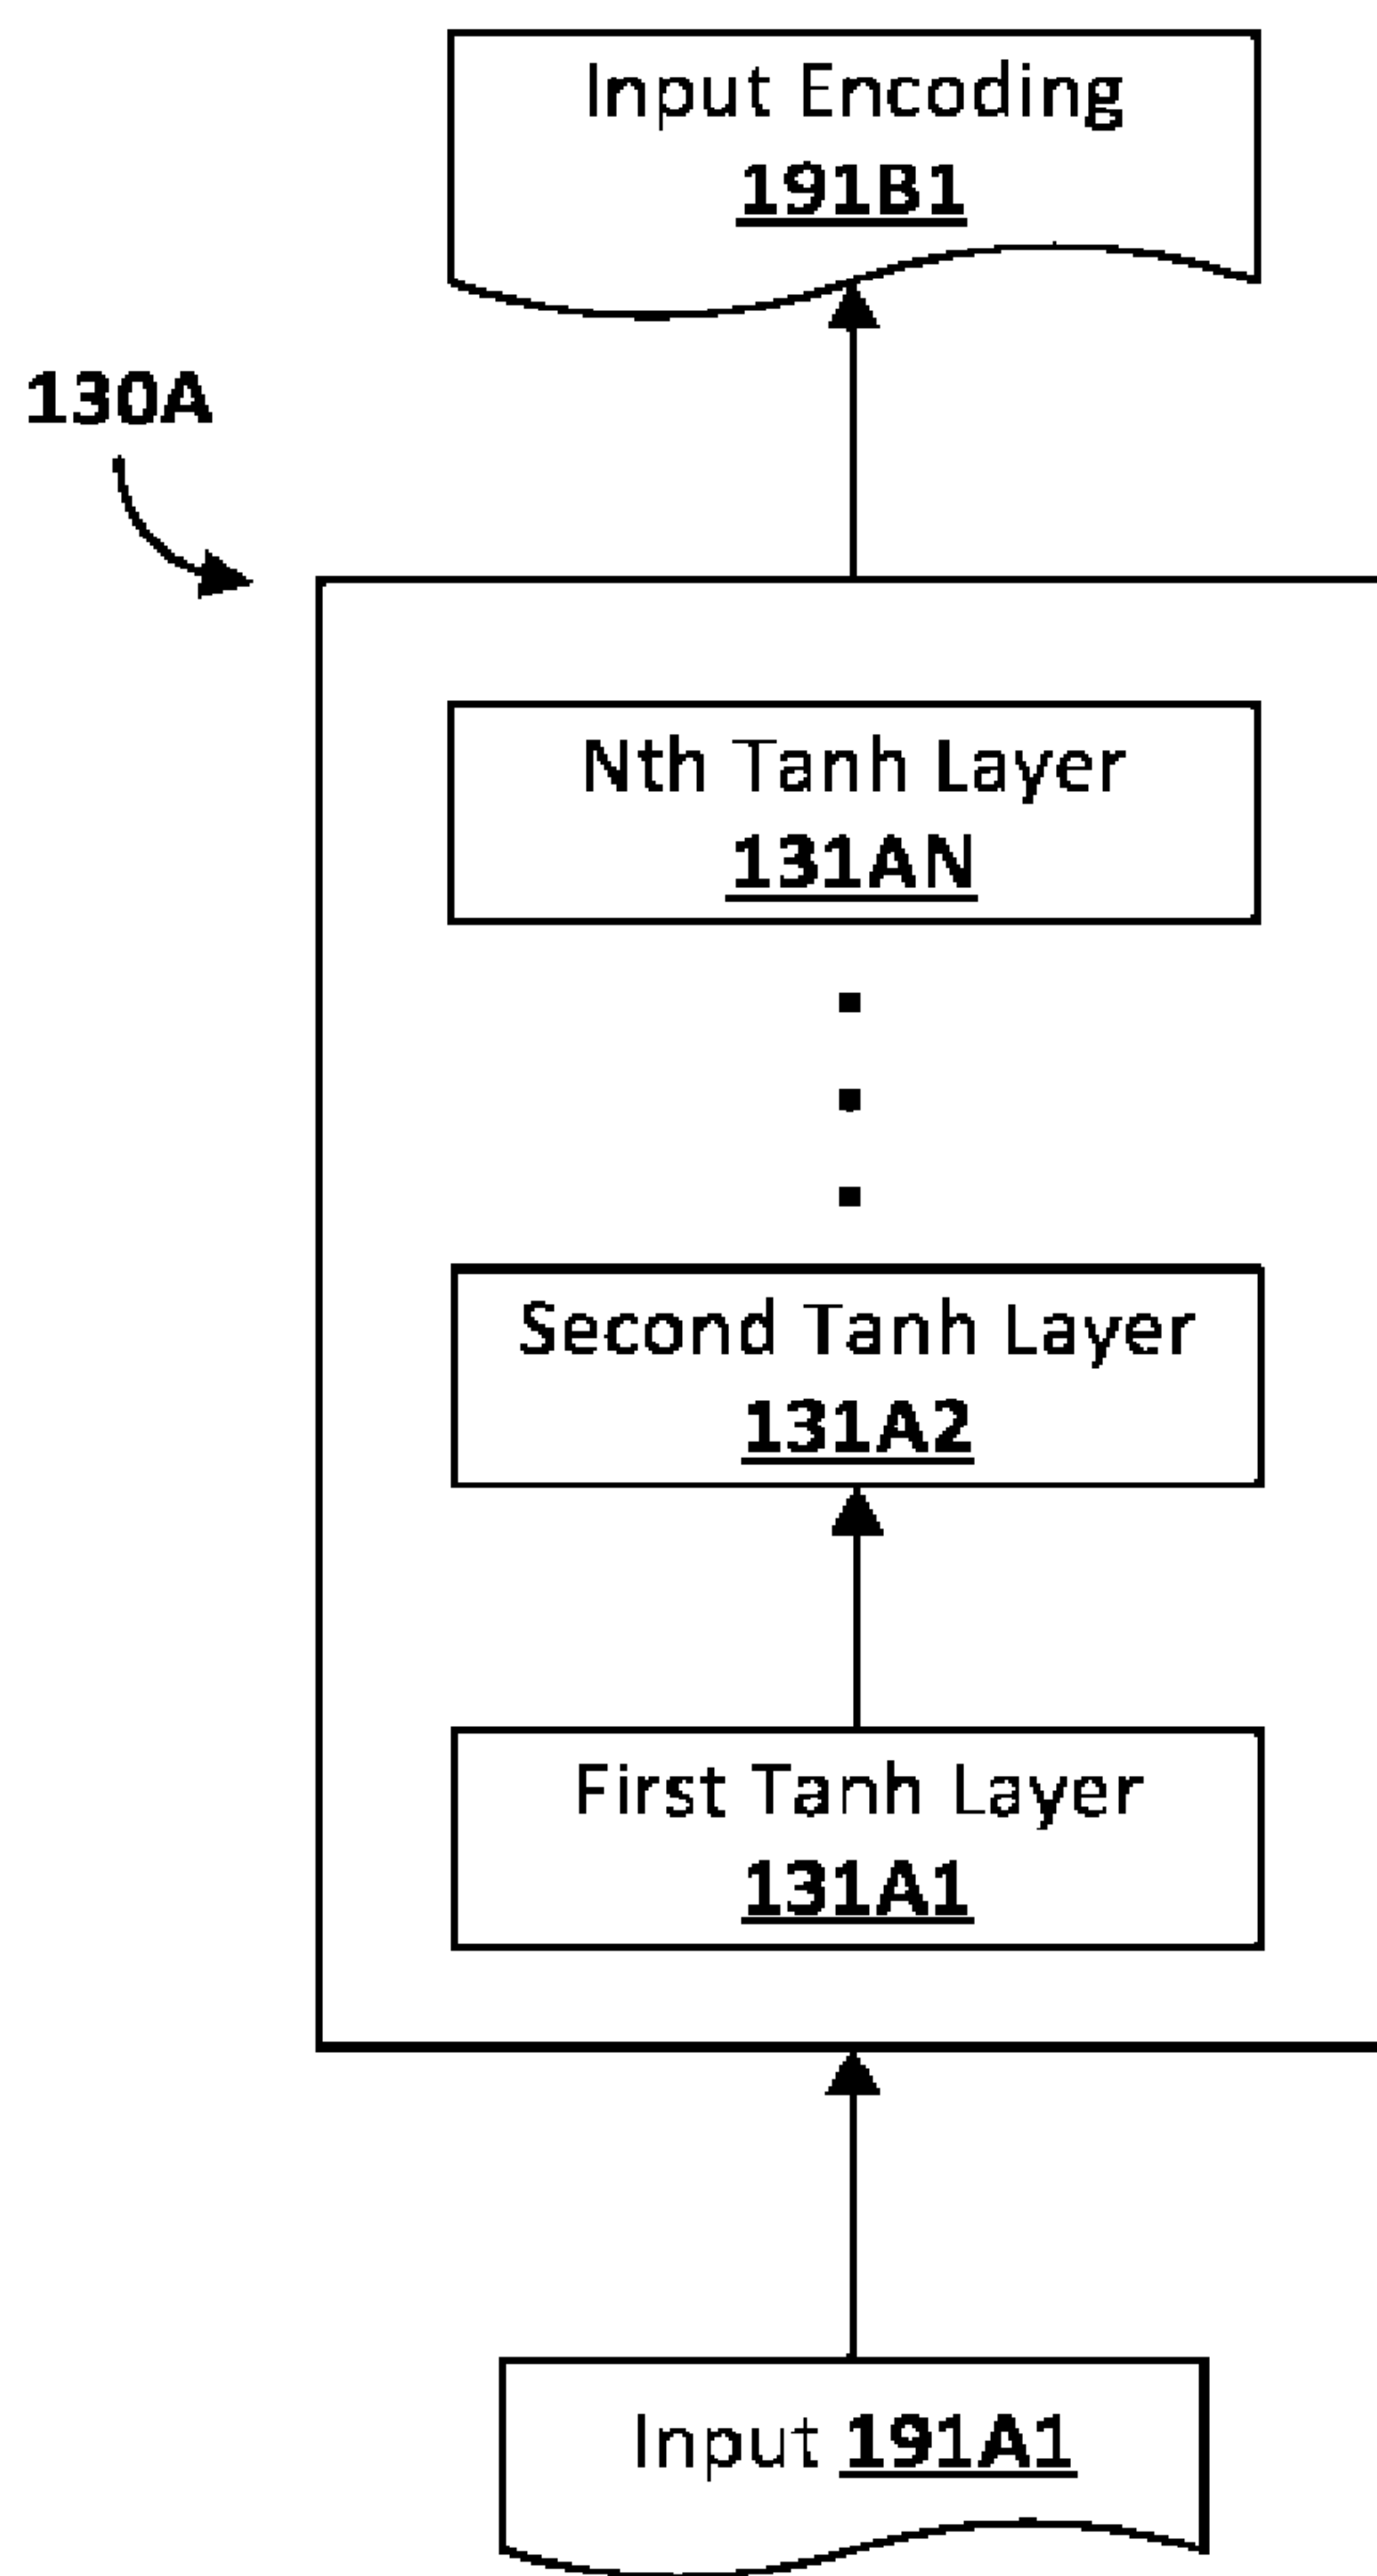 Input Encoding
191B1
130A
Nth Tanh Layer
131AN
Second Tanh Layer
131A2
First Tanh Layer
131A1
Input 191A1